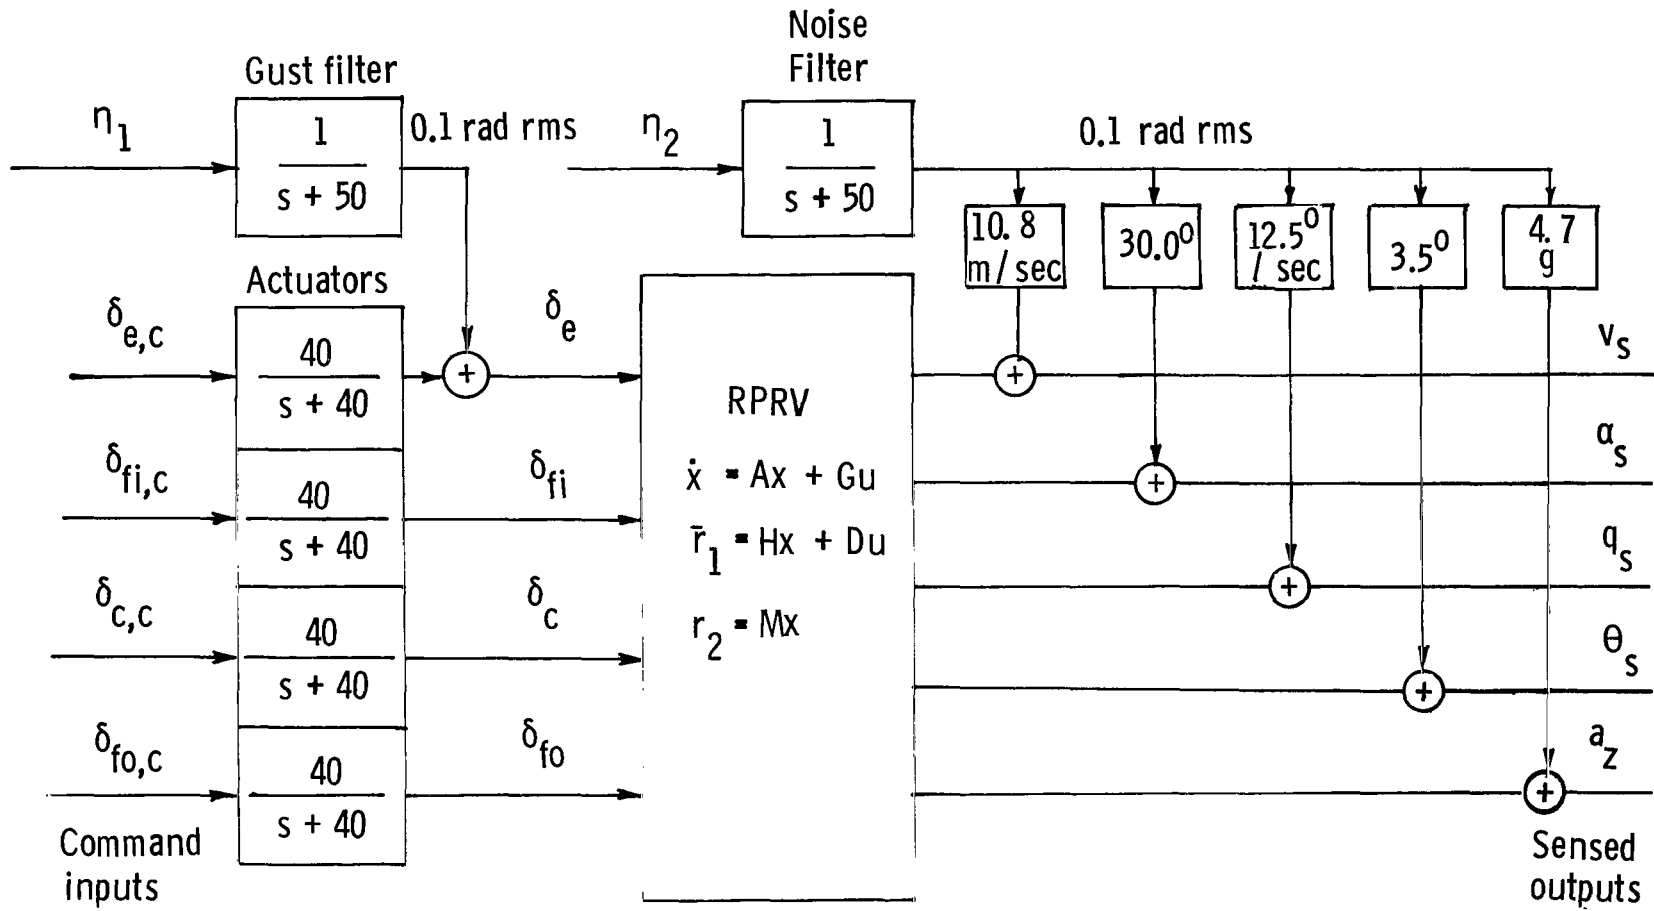 Noise
Filter
Gust filter
η1
1
s + 50
0.1 rad rms
η2
1
s + 50
0.1 rad rms
10.8
m/sec
30.0⁰
12.5⁰
/ sec
3.5⁰
4.7
g
Actuators
δe,c
40
s + 40
+
δe
+
vs
RPRV
δfi,c
40
s + 40
δfi
ẋ = Ax + Gu
+
αs
r̄1 = Hx + Du
δc,c
40
s + 40
δc
r2 = Mx
+
qs
+
θs
δfo,c
40
s + 40
δfo
+
az
Command
inputs
Sensed
outputs